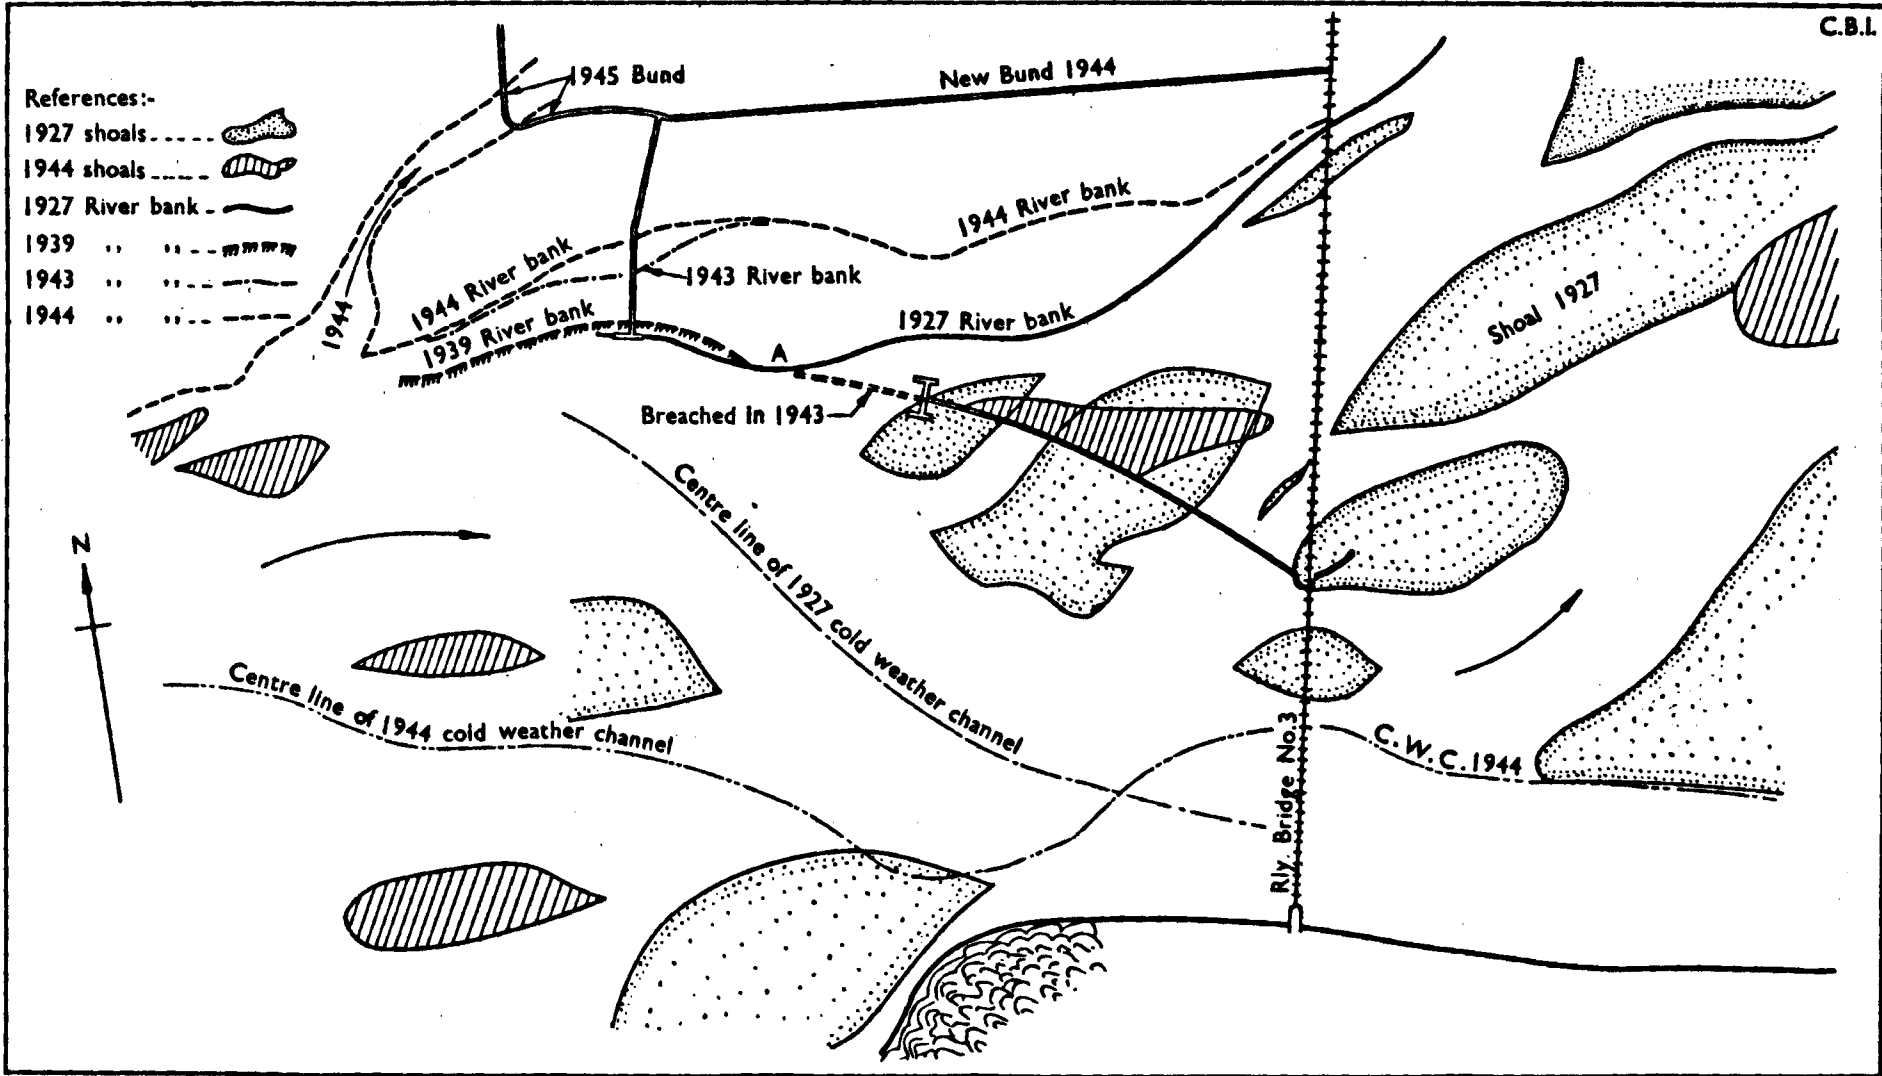 C.B.I.
References:-
1927 shoals
1944 shoals
1927 River bank
1939 ,, ,,
1943 ,, ,,
1944 ,, ,,
1945 Bund
New Bund 1944
1944 River bank
1944
1944 River bank
1943 River bank
1939 River bank
1927 River bank
A
Breached in 1943
Shoal 1927
N
Centre line of 1927 cold weather channel
Centre line of 1944 cold weather channel
Rly. Bridge No.3
C.W.C. 1944